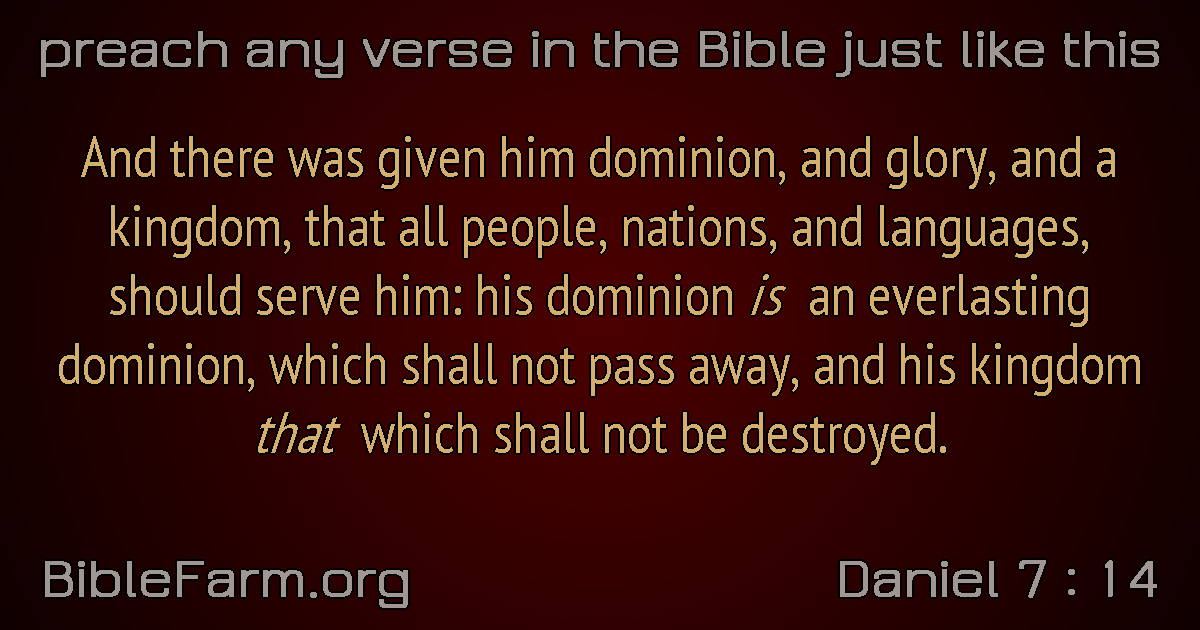 preach any verse in the Bible just like this
And there was given him dominion, and glory, and a
kingdom, that all people, nations, and languages,
should serve him: his dominion is an everlasting
dominion, which shall not pass away, and his kingdom
that which shall not be destroyed.
BibleFarm.org
Daniel 7 : 14